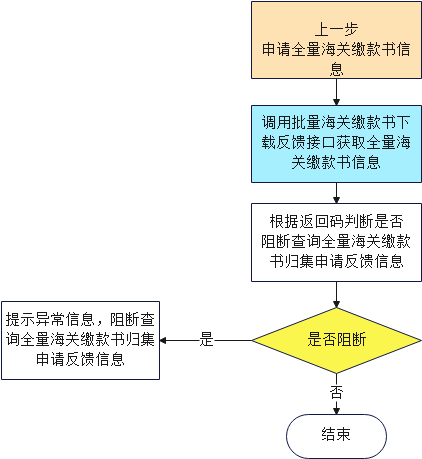 上一步
申请全量海关缴款书信
息
调用批量海关缴款书下
载反馈接口获取全量海
关缴款书信息
根据返回码判断是否
阻断查询全量海关缴款
书归集申请反馈信息
提示异常信息，阻断查
询全量海关缴款书归集
申请反馈信息
是
是否阻断
否
结束